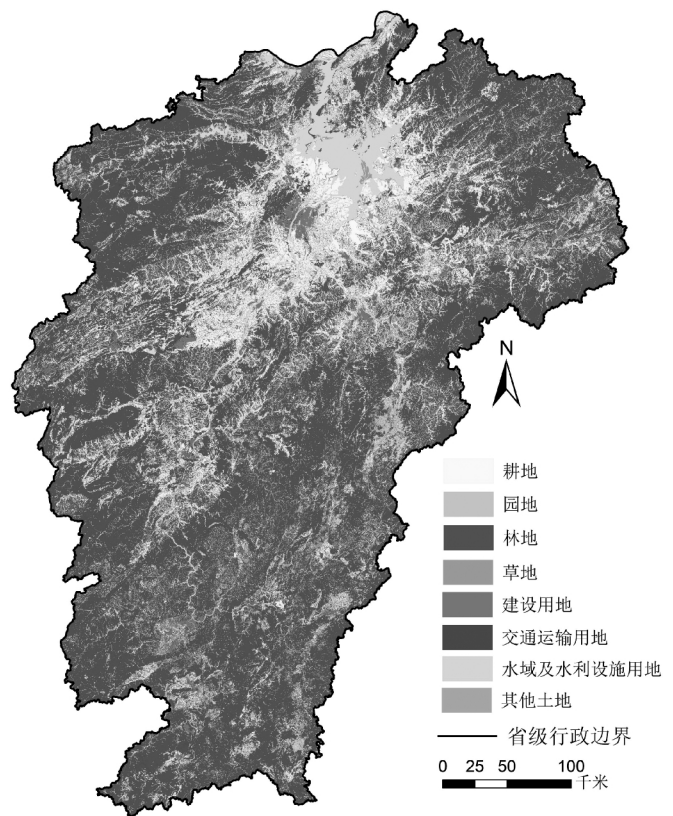 N
耕地
园地
林地
草地
建设用地
交通运输用地
水域及水利设施用地
其他土地
省级行政边界
0 25 50 100
千米